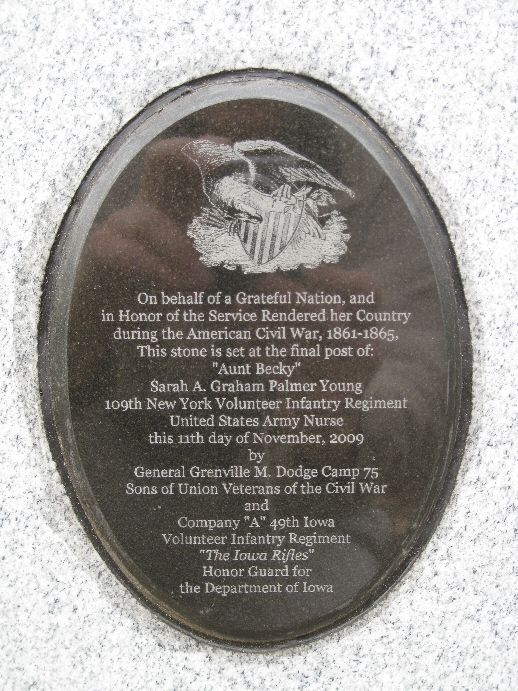 On behalf of a Grateful Nation, and
in Honor of the Service Rendered her Country
during the American Civil War, 1861-1865,
This stone is set at the final post of:
"Aunt Becky"
Sarah A. Graham Palmer Young
109th New York Volunteer Infantry Regiment
United States Army Nurse
this 11th day of November, 2009
by
General Grenville M. Dodge Camp 75
Sons of Union Veterans of the Civil War
and
Company "A" 49th Iowa
Volunteer Infantry Regiment
"The Iowa Rifles"
Honor Guard for
the Department of Iowa